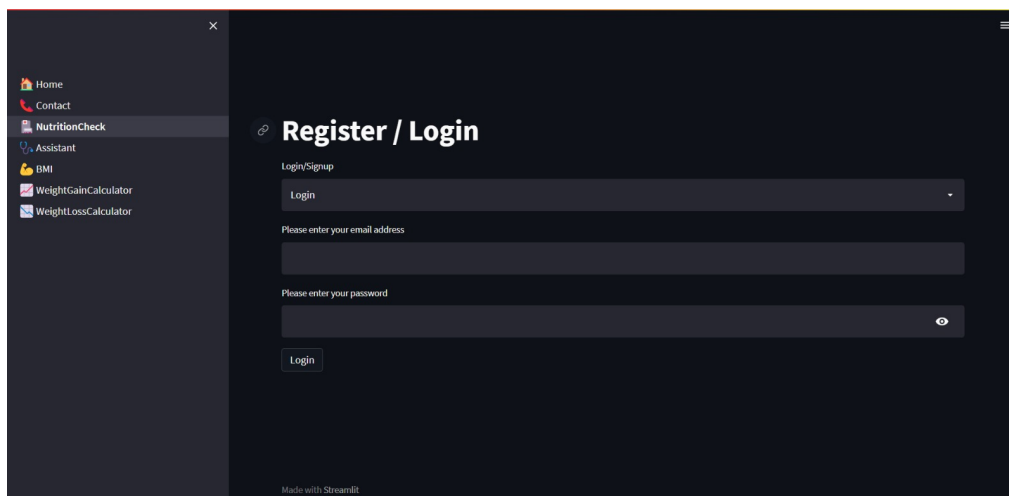 Home
Contact
NutritionCheck
Assistant
BMI
WeightGainCalculator
WeightLossCalculator
Register / Login
Login/Signup
Login
Please enter your email address
Please enter your password
Login
Made with Streamlit